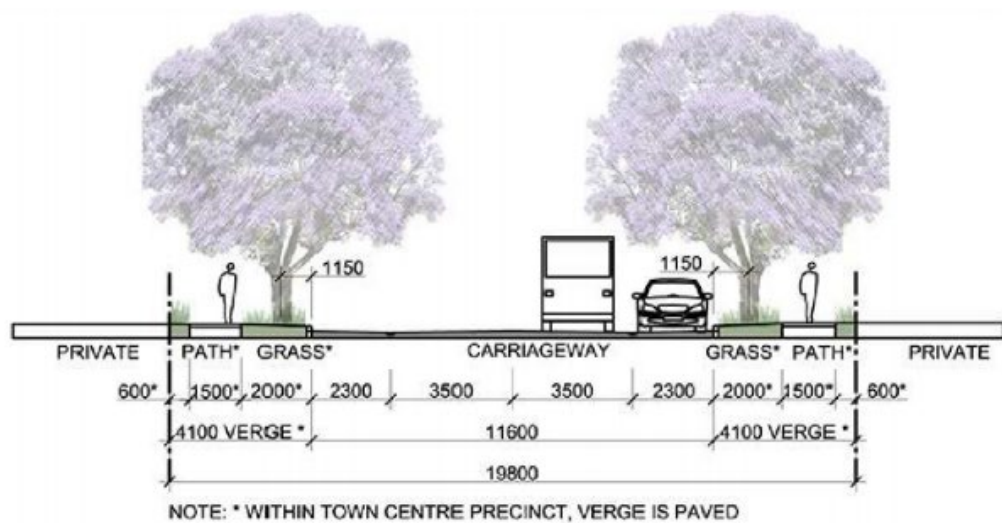 1150 1150
PRIVATE PATH* GRASS* CARRIAGEWAY GRASS* PATH* PRIVATE
600* 1500* 2000* 2300 3500 3500 2300 2000* 1500* 600*
4100 VERGE * 11600 4100 VERGE *
19800
NOTE: * WITHIN TOWN CENTRE PRECINCT, VERGE IS PAVED